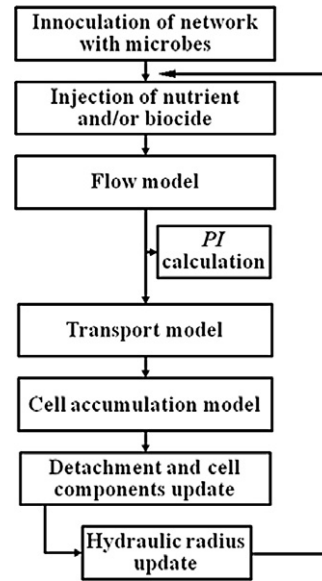 Innoculation of network
with microbes
Injection of nutrient
and/or biocide
Flow model
PI
calculation
Transport model
Cell accumulation model
Detachment and cell
components update
Hydraulic radius
update